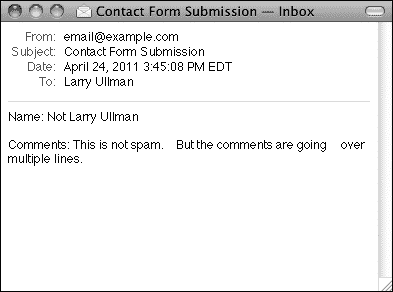 Contact Form Submission — Inbox
From: email@example.com
Subject: Contact Form Submission
Date: April 24, 2011 3:45:08 PM EDT
To: Larry Ullman
Name: Not Larry Ullman
Comments: This is not spam.    But the comments are going    over
multiple lines.